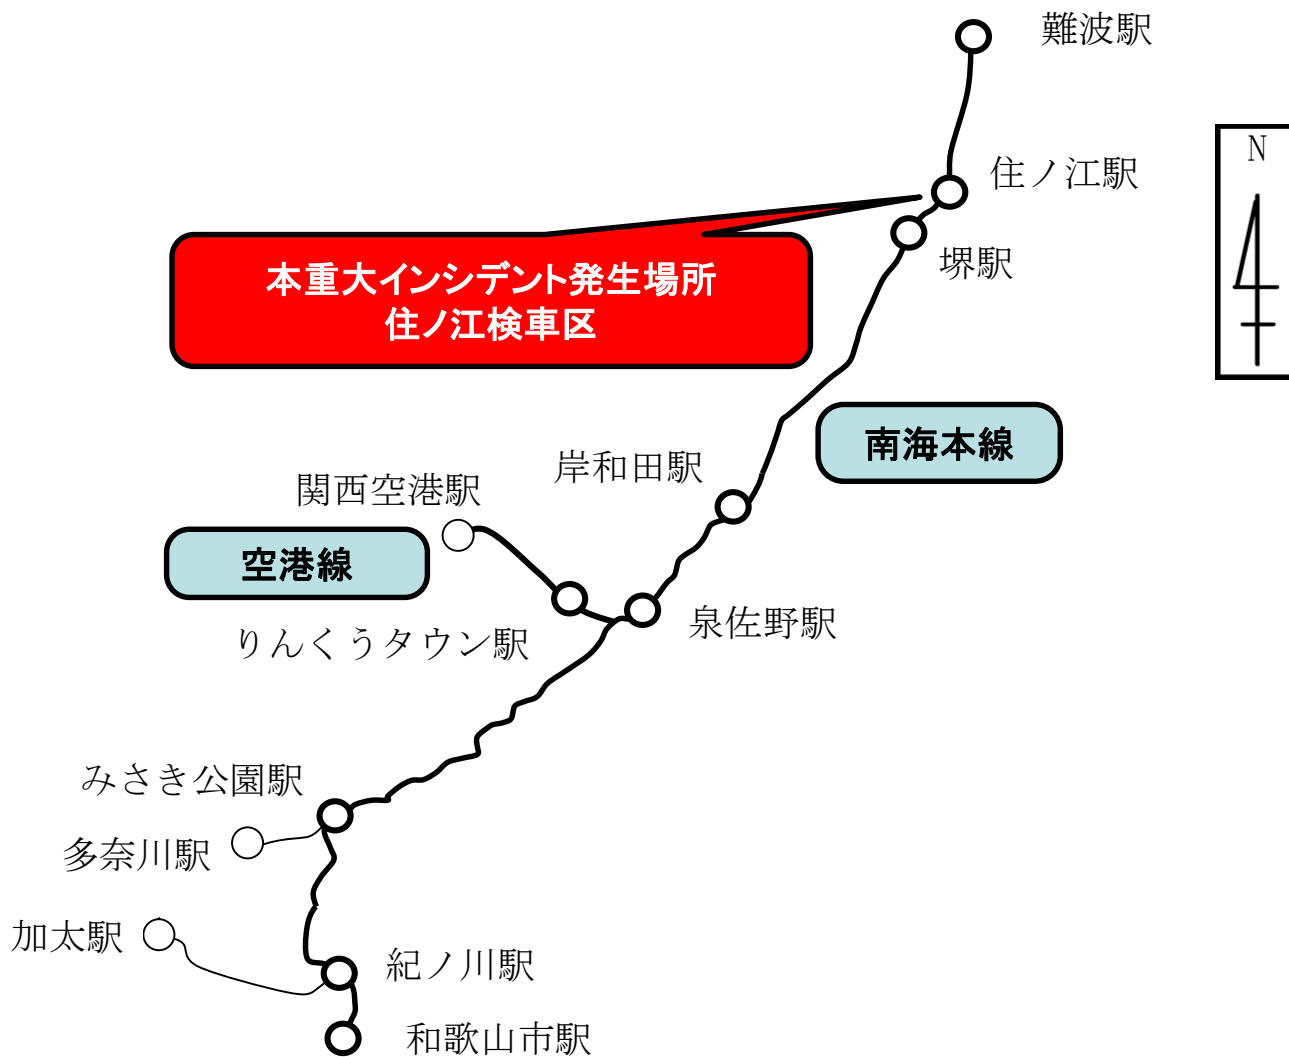 難波駅
N
住ノ江駅
堺駅
本重大インシデント発生場所
住ノ江検車区
南海本線
岸和田駅
関西空港駅
空港線
泉佐野駅
りんくうタウン駅
みさき公園駅
多奈川駅
加太駅
紀ノ川駅
和歌山市駅